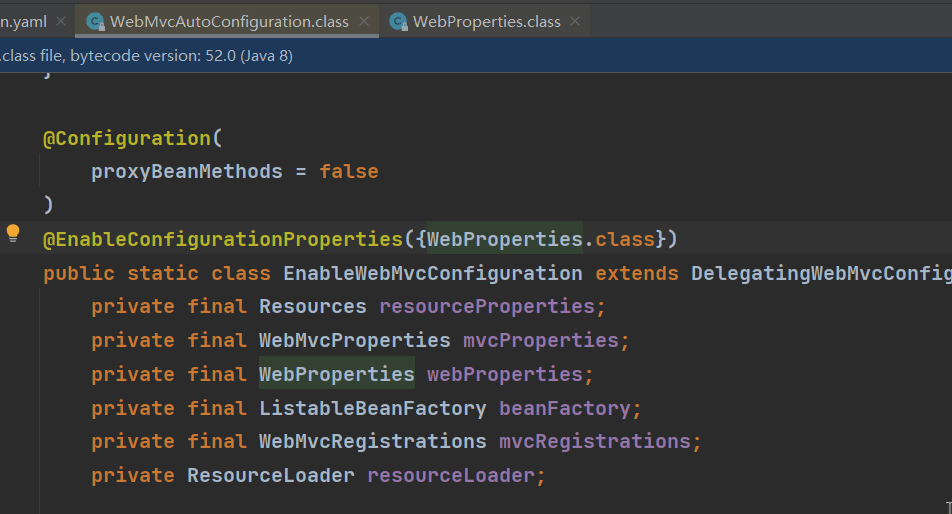 n.yaml WebMvcAutoConfiguration.class WebProperties.class
.class file, bytecode version: 52.0 (Java 8)
}
@Configuration(
proxyBeanMethods = false
)
@EnableConfigurationProperties({WebProperties.class})
public static class EnableWebMvcConfiguration extends DelegatingWebMvcConfig
private final Resources resourceProperties;
private final WebMvcProperties mvcProperties;
private final WebProperties webProperties;
private final ListableBeanFactory beanFactory;
private final WebMvcRegistrations mvcRegistrations;
private ResourceLoader resourceLoader;